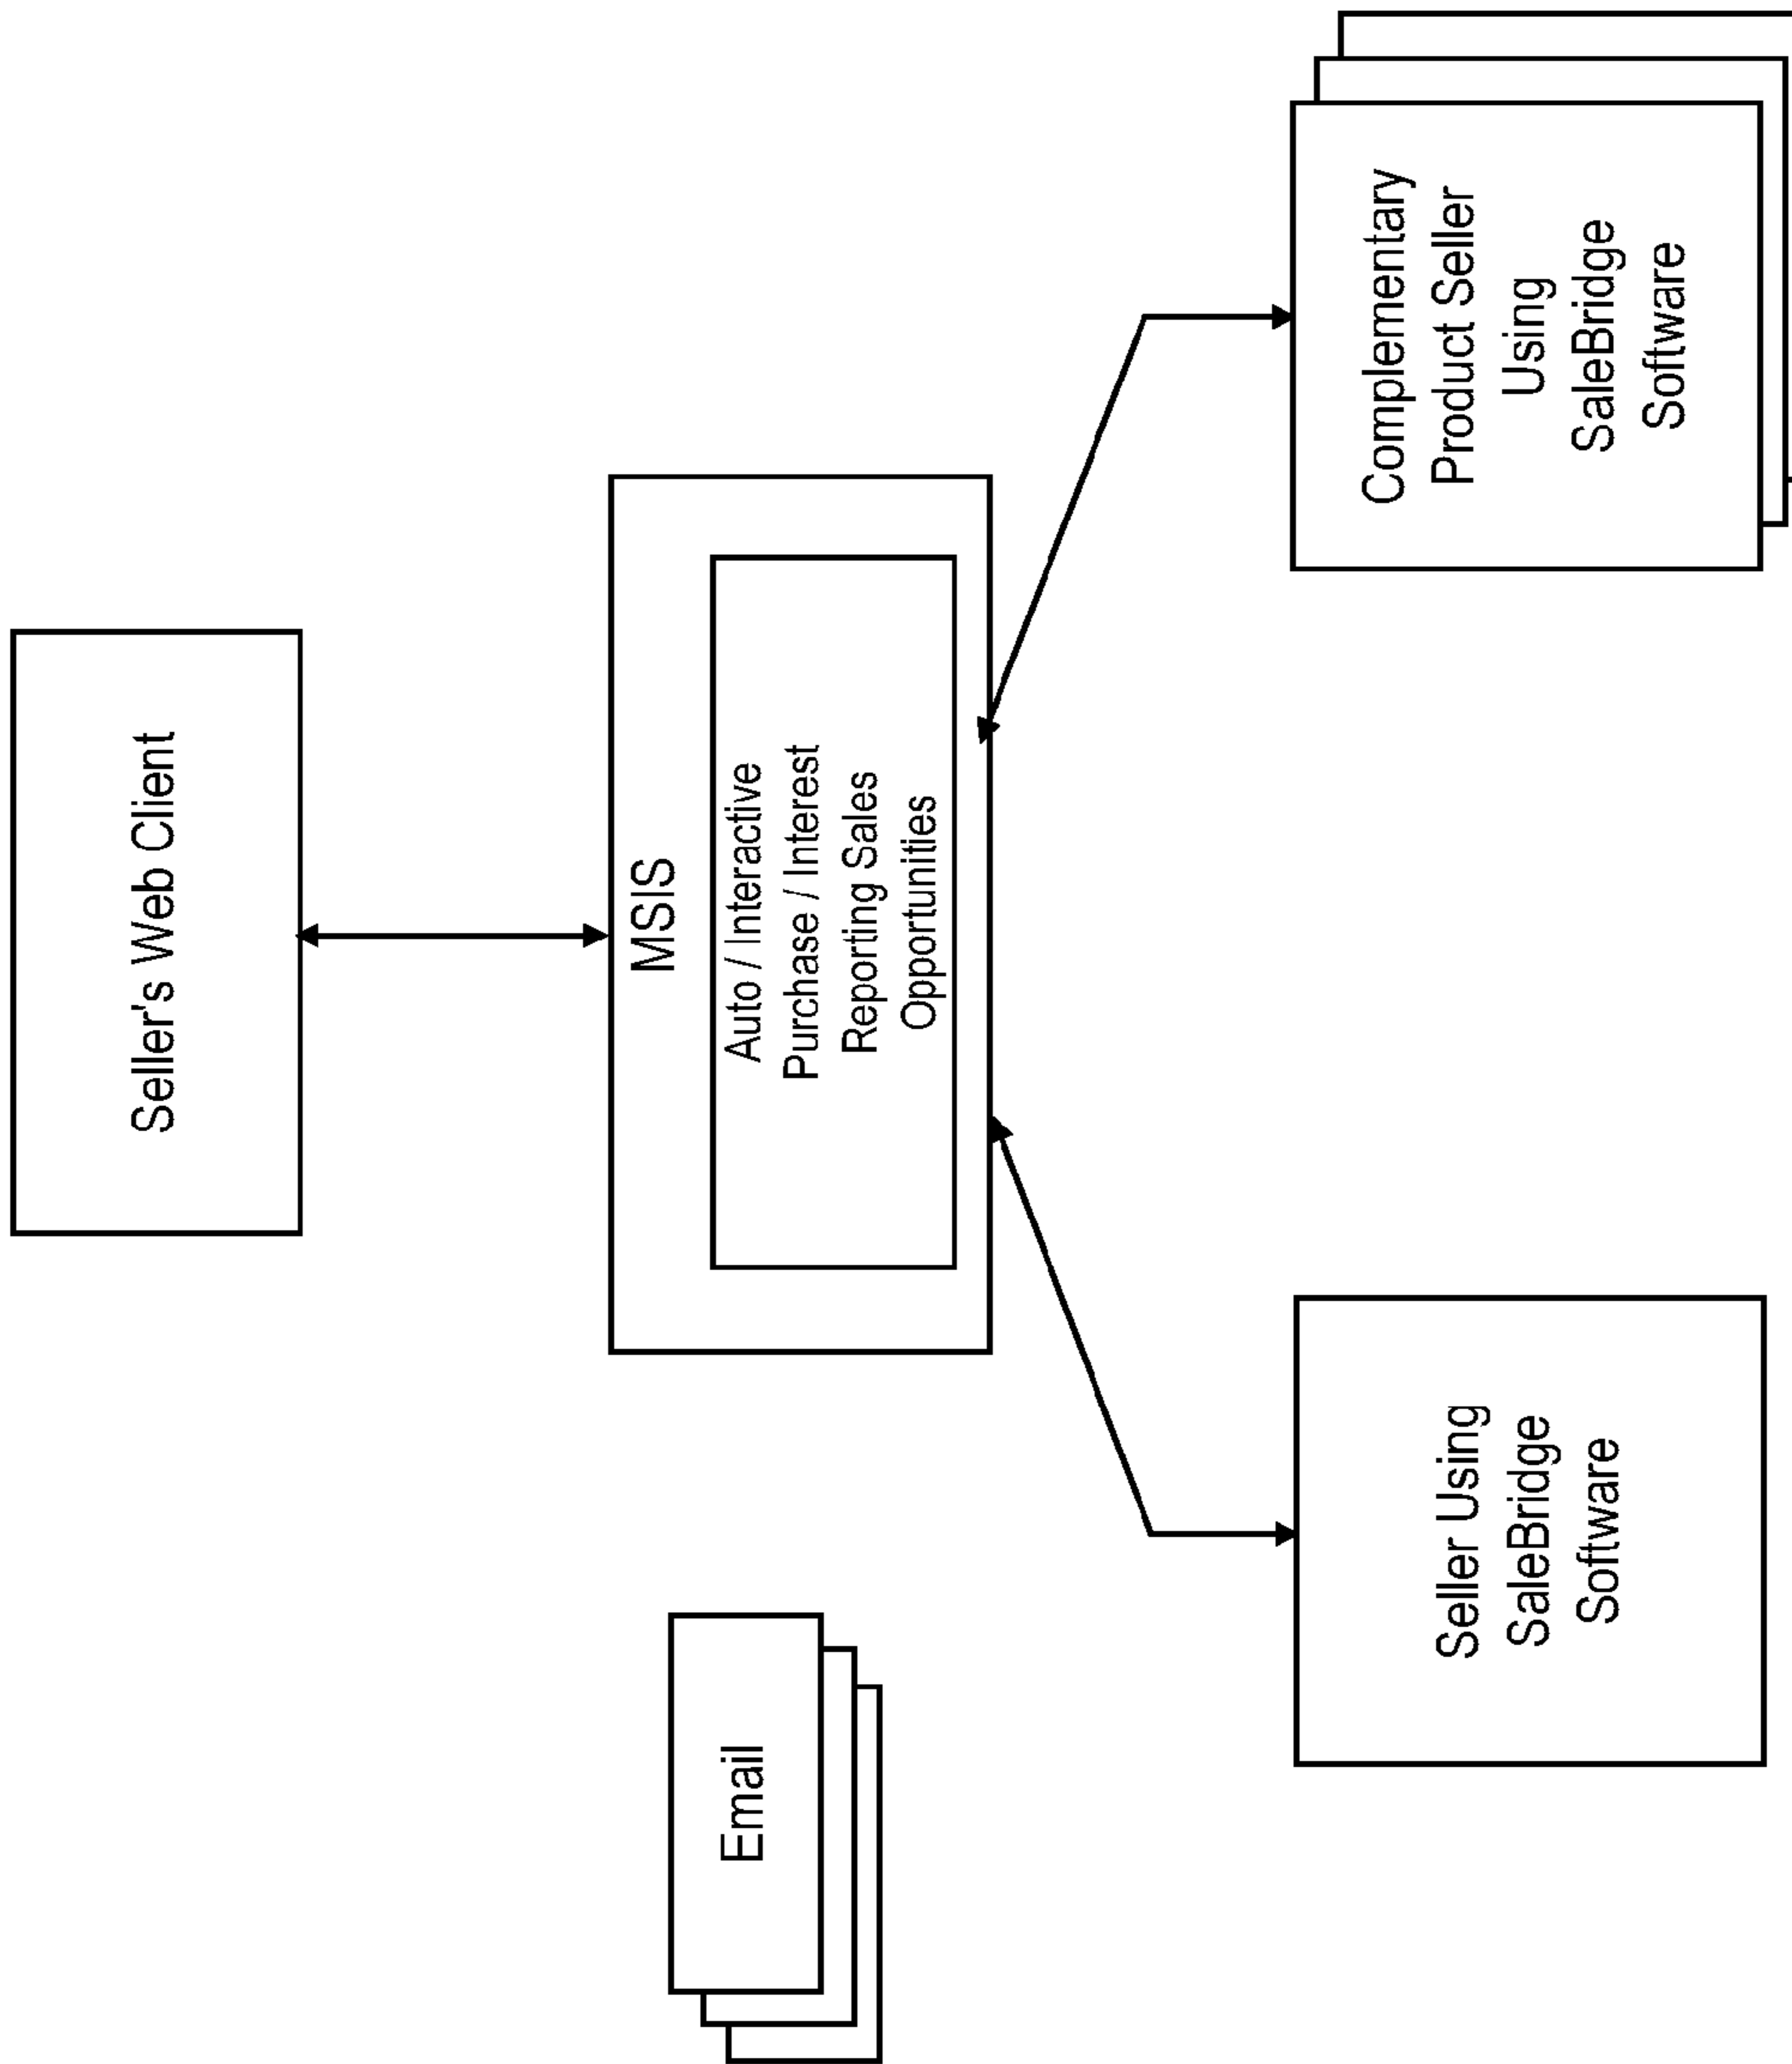 Seller's Web Client
MSIS
Auto / Interactive
Purchase / Interest
Reporting Sales
Opportunities
Email
Seller Using
SaleBridge
Software
Complementary
Product Seller
Using
SaleBridge
Software